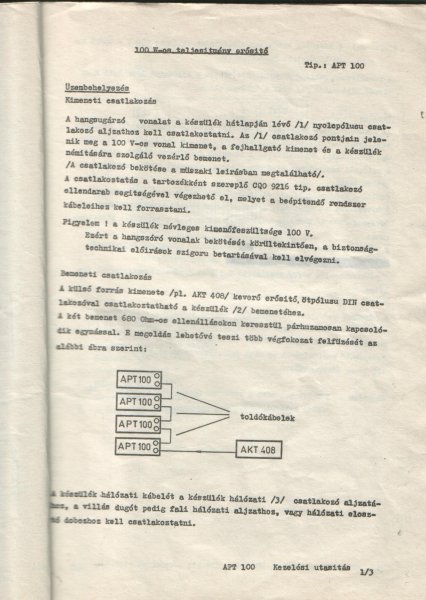 100 W-os teljesítmény erősítő
Tip.: APT 100
Üzembehelyezés
Kimeneti csatlakozás
A hangsugárzó vonalat a készülék hátlapján lévő /1/ nyolcpólusu csat-
lakozó aljzathoz kell csatlakoztatni. Az /1/ csatlakozó pontjain jele-
nik meg a 100 V-os vonal kimenet, a fejhallgató kimenet és a készülék
némítására szolgáló vezérlő bemenet.
/A csatlakozó bekötése a műszaki leírásban megtalálható/.
A csatlakostatás a tartozékként szereplő CQO 9216 tip. csatlakozó
ellendarab segítségével végezhető el, melyet a beépítendő rendszer
kábeleihez kell forrasztani.
Figyelem ! a készülék névleges kimenőfeszültsége 100 V.
Ezért a hangszóró vonalak bekötését körültekintően, a biztonság-
technikai előírások szigoru betartásával kell elvégezni.
Bemeneti csatlakozás
A külső forrás kimenete /pl. AKT 408/ keverő erősítő, ötpólusu DIN csat-
lakozóval csatlakoztatható a készülék /2/ bemenetéhez.
A két bemenet 680 Ohm-os ellenállásokon keresztül párhuzamosan kapcsoló-
dik egymással. E megoldás lehetővé teszi több végfokozat felfüzését az
alábbi ábra szerint:
APT 100
APT 100
APT 100
toldókábelek
APT 100
AKT 408
A készülék hálózati kábelét a készülék hálózati /3/ csatlakozó aljzatá-
hoz, a villás dugót pedig fali hálózati aljzathoz, vagy hálózati elosz-
tó dobozhoz kell csatlakoztatni.
APT 100 Kezelési utasítás
1/3